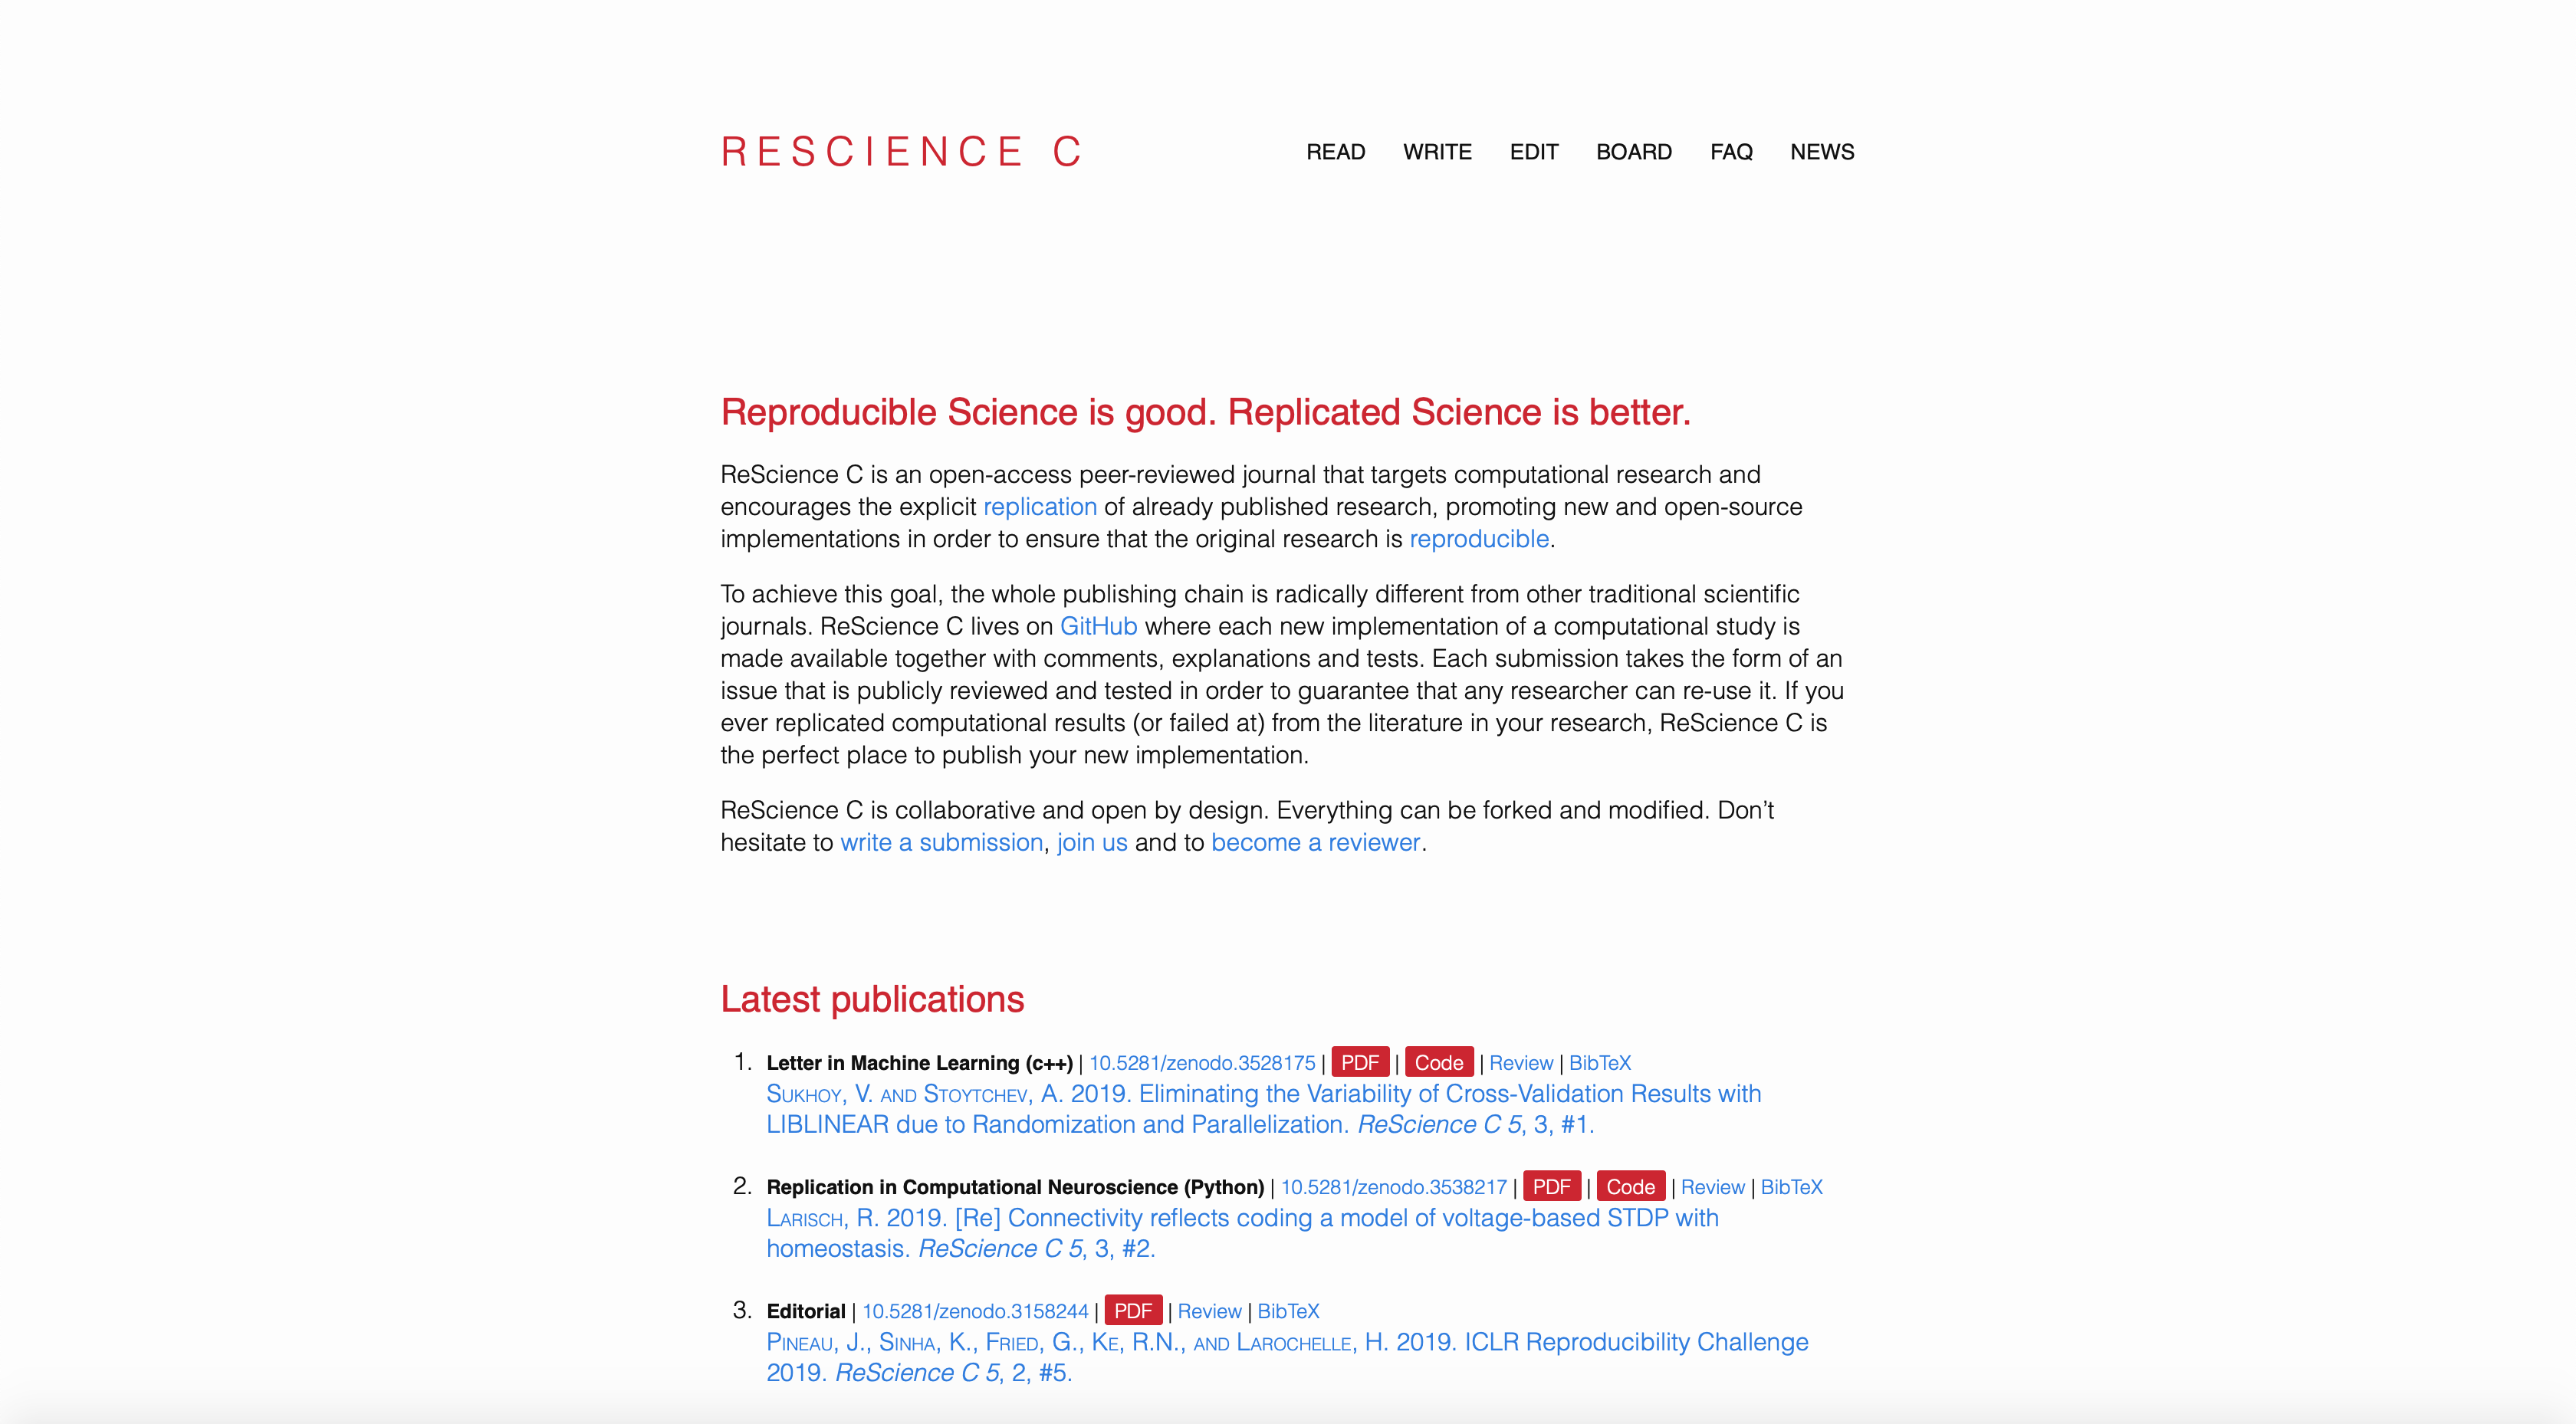 RESCIENCE C
READ WRITE EDIT BOARD FAQ NEWS
Reproducible Science is good. Replicated Science is better.
ReScience C is an open-access peer-reviewed journal that targets computational research and
encourages the explicit replication of already published research, promoting new and open-source
implementations in order to ensure that the original research is reproducible.
To achieve this goal, the whole publishing chain is radically different from other traditional scientific
journals. ReScience C lives on GitHub where each new implementation of a computational study is
made available together with comments, explanations and tests. Each submission takes the form of an
issue that is publicly reviewed and tested in order to guarantee that any researcher can re-use it. If you
ever replicated computational results (or failed at) from the literature in your research, ReScience C is
the perfect place to publish your new implementation.
ReScience C is collaborative and open by design. Everything can be forked and modified. Don’t
hesitate to write a submission, join us and to become a reviewer.
Latest publications
1. Letter in Machine Learning (c++) | 10.5281/zenodo.3528175 | PDF | Code | Review | BibTeX
SUKHOY, V. AND STOYTCHEV, A. 2019. Eliminating the Variability of Cross-Validation Results with
LIBLINEAR due to Randomization and Parallelization. ReScience C 5, 3, #1.
2. Replication in Computational Neuroscience (Python) | 10.5281/zenodo.3538217 | PDF | Code | Review | BibTeX
LARISCH, R. 2019. [Re] Connectivity reflects coding a model of voltage-based STDP with
homeostasis. ReScience C 5, 3, #2.
3. Editorial | 10.5281/zenodo.3158244 | PDF | Review | BibTeX
PINEAU, J., SINHA, K., FRIED, G., KE, R.N., AND LAROCHELLE, H. 2019. ICLR Reproducibility Challenge
2019. ReScience C 5, 2, #5.